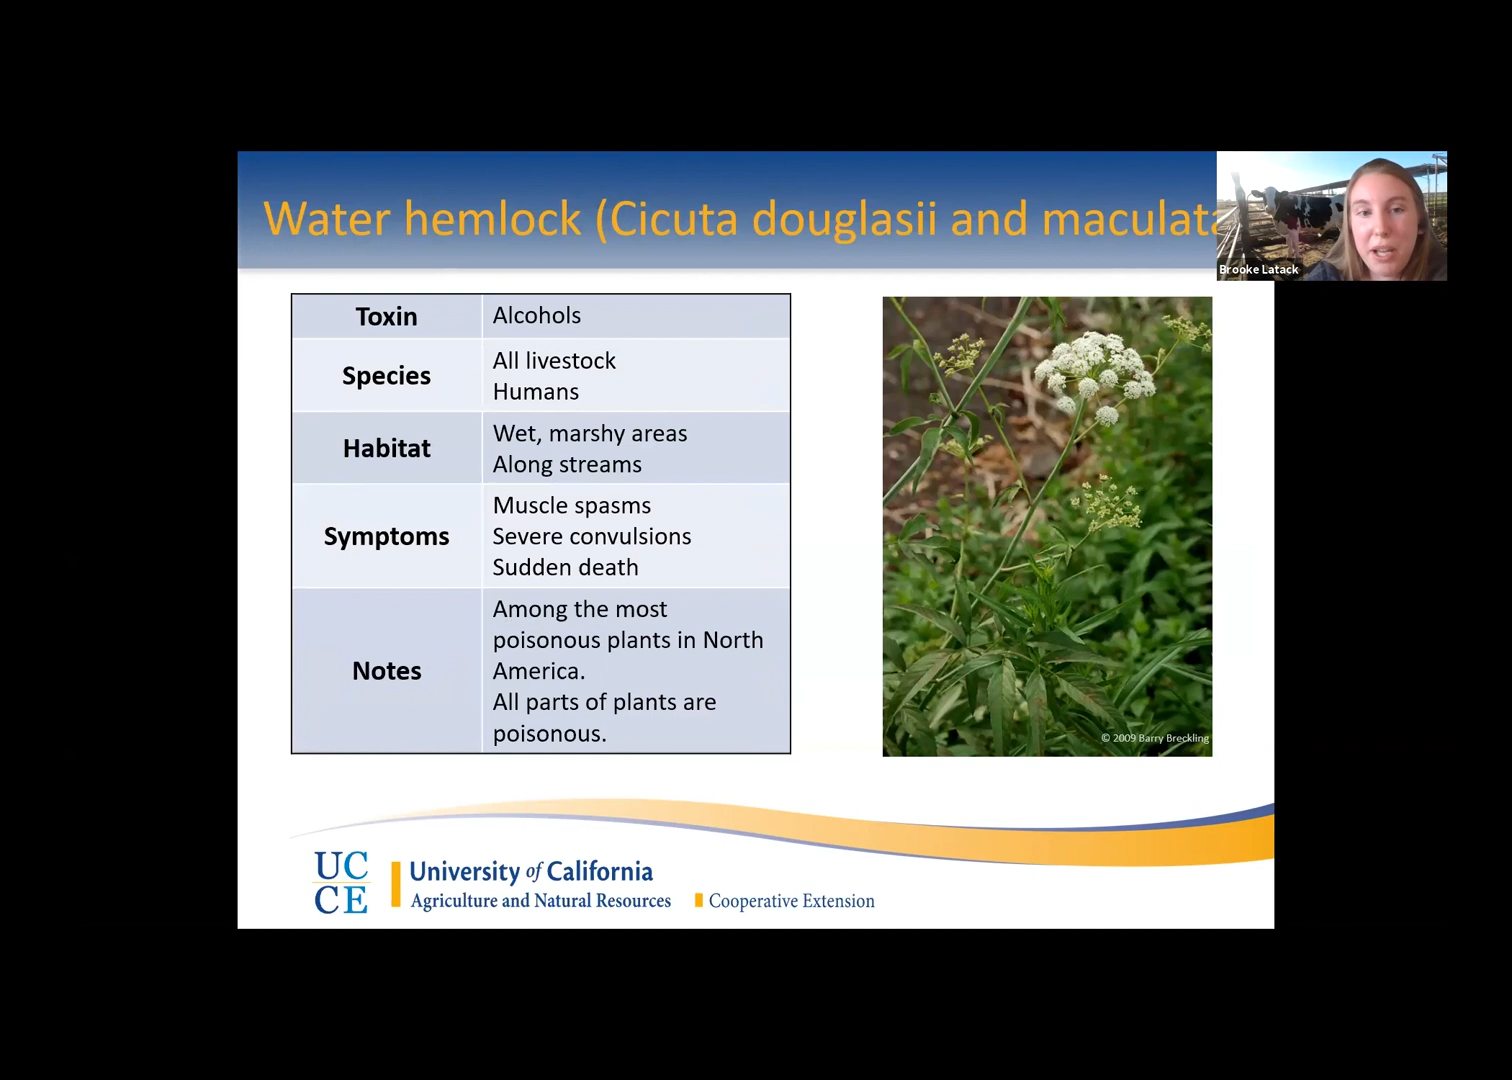 Water hemlock (Cicuta douglasii and maculata
Brooke Latack
Toxin
Alcohols
Species
All livestock
Humans
Habitat
Wet, marshy areas
Along streams
Symptoms
Muscle spasms
Severe convulsions
Sudden death
Notes
Among the most
poisonous plants in North
America.
All parts of plants are
poisonous.
© 2009 Barry Breckling
UC
CE
University of California
Agriculture and Natural Resources
Cooperative Extension